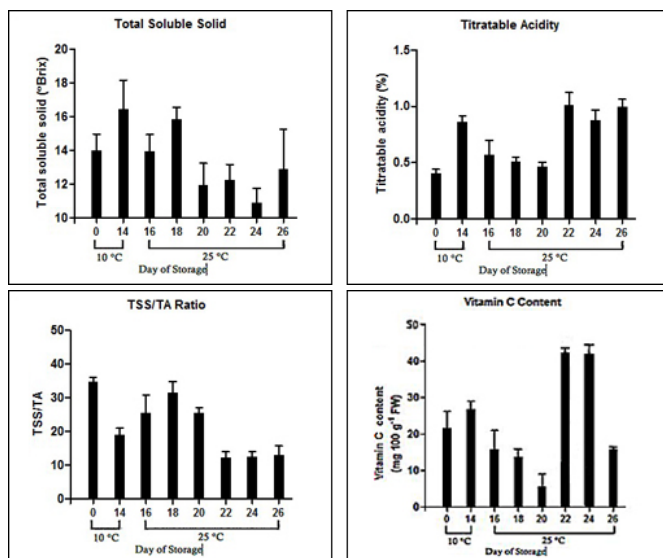 Total Soluble Solid
Total soluble solid (°Brix)
20
18
16
14
12
10
0 14 16 18 20 22 24 26
10 °C 25 °C
Day of Storage
Titratable Acidity
Titratable acidity (%)
1.5
1.0
0.5
0.0
0 14 16 18 20 22 24 26
10 °C 25 °C
Day of Storage
TSS/TA Ratio
TSS/TA
50
40
30
20
10
0
0 14 16 18 20 22 24 26
10 °C 25 °C
Day of Storage
Vitamin C Content
Vitamin C content
(mg 100 g⁻¹ FW)
50
40
30
20
10
0
0 14 16 18 20 22 24 26
10 °C 25 °C
Day of Storage